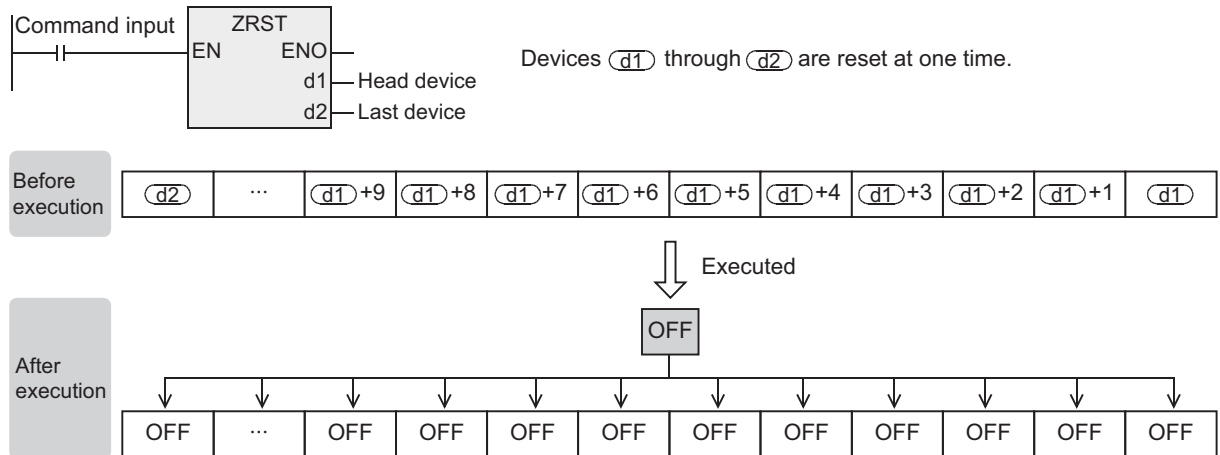 Command input
ZRST
EN ENO
d1 Head device
d2 Last device
Devices d1 through d2 are reset at one time.
Before
execution
d2 ... d1+9 d1+8 d1+7 d1+6 d1+5 d1+4 d1+3 d1+2 d1+1 d1
Executed
OFF
After
execution
OFF ... OFF OFF OFF OFF OFF OFF OFF OFF OFF OFF